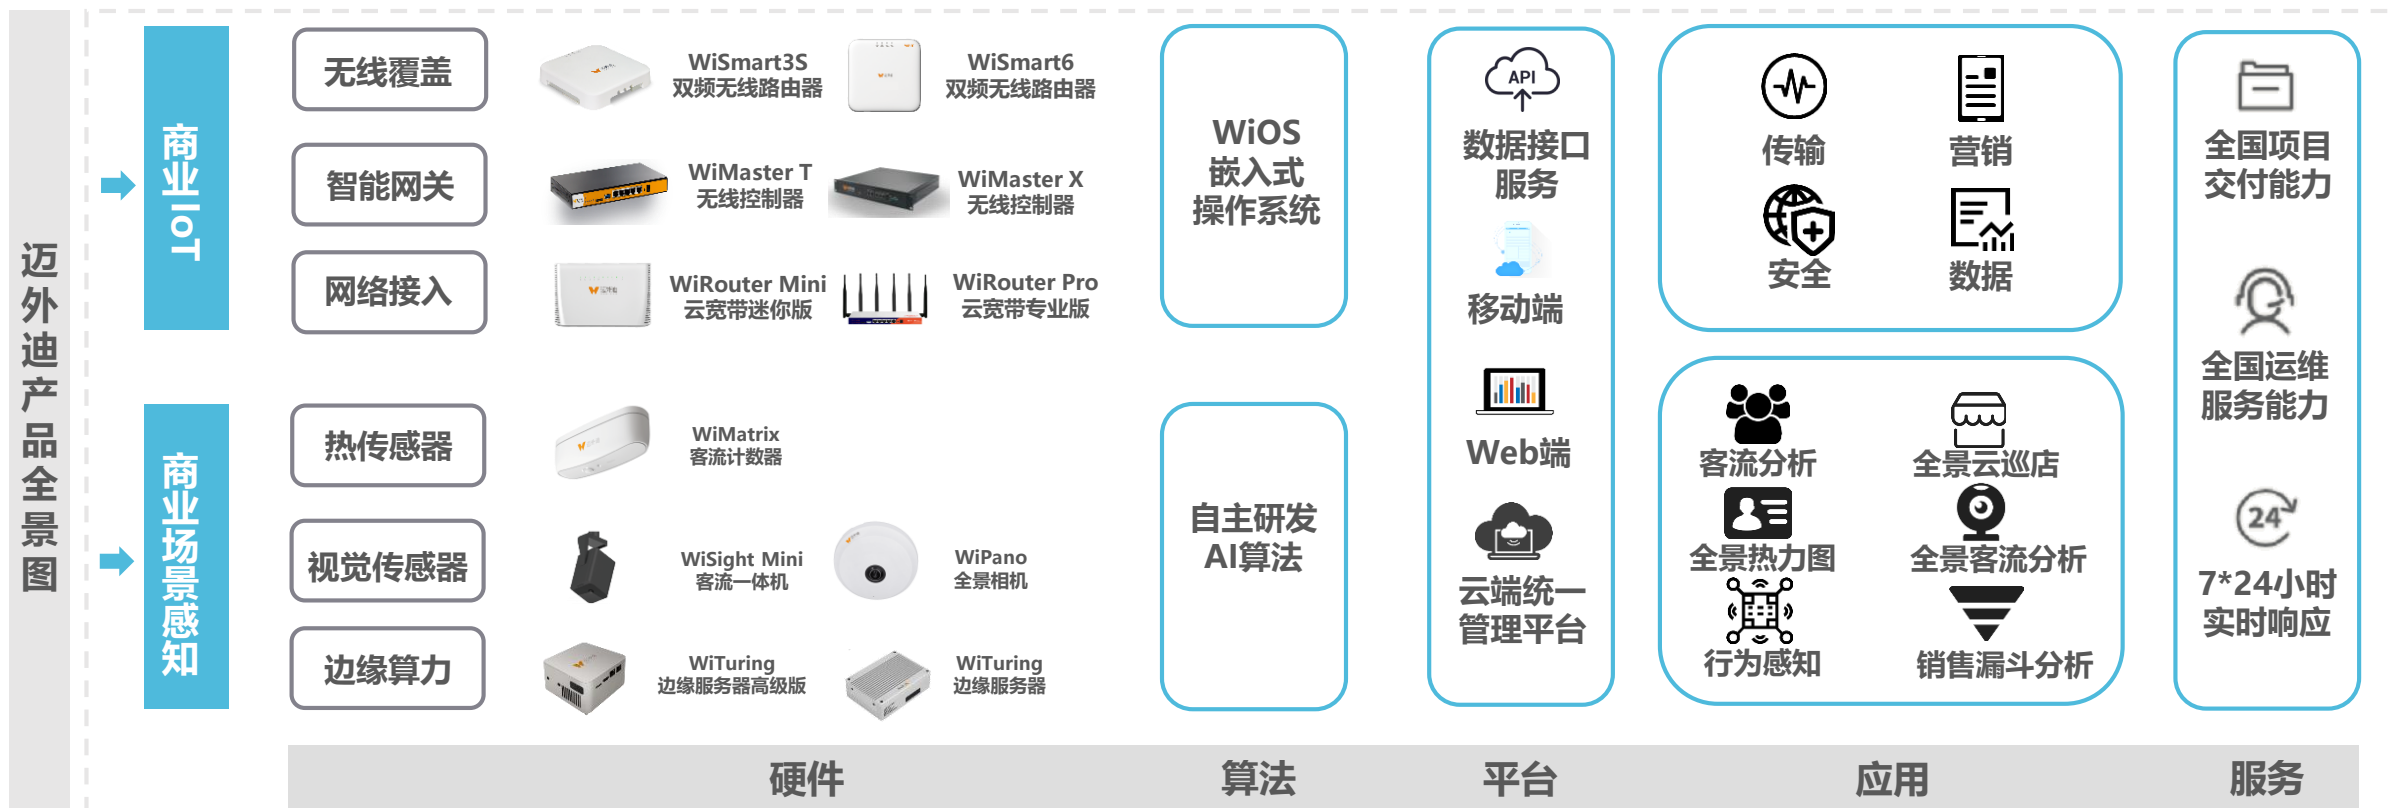 迈外迪产品全景图
商业IoT
无线覆盖
WiSmart3S
双频无线路由器
WiSmart6
双频无线路由器
智能网关
WiMaster T
无线控制器
WiMaster X
无线控制器
网络接入
WiRouter Mini
云宽带迷你版
WiRouter Pro
云宽带专业版
商业场景感知
热传感器
WiMatrix
客流计数器
视觉传感器
WiSight Mini
客流一体机
WiPano
全景相机
边缘算力
WiTuring
边缘服务器高级版
WiTuring
边缘服务器
WiOS
嵌入式
操作系统
自主研发
AI算法
API
数据接口
服务
移动端
Web端
云端统一
管理平台
传输
营销
安全
数据
客流分析
全景云巡店
全景热力图
全景客流分析
行为感知
销售漏斗分析
全国项目
交付能力
全国运维
服务能力
24
7*24小时
实时响应
硬件
算法
平台
应用
服务